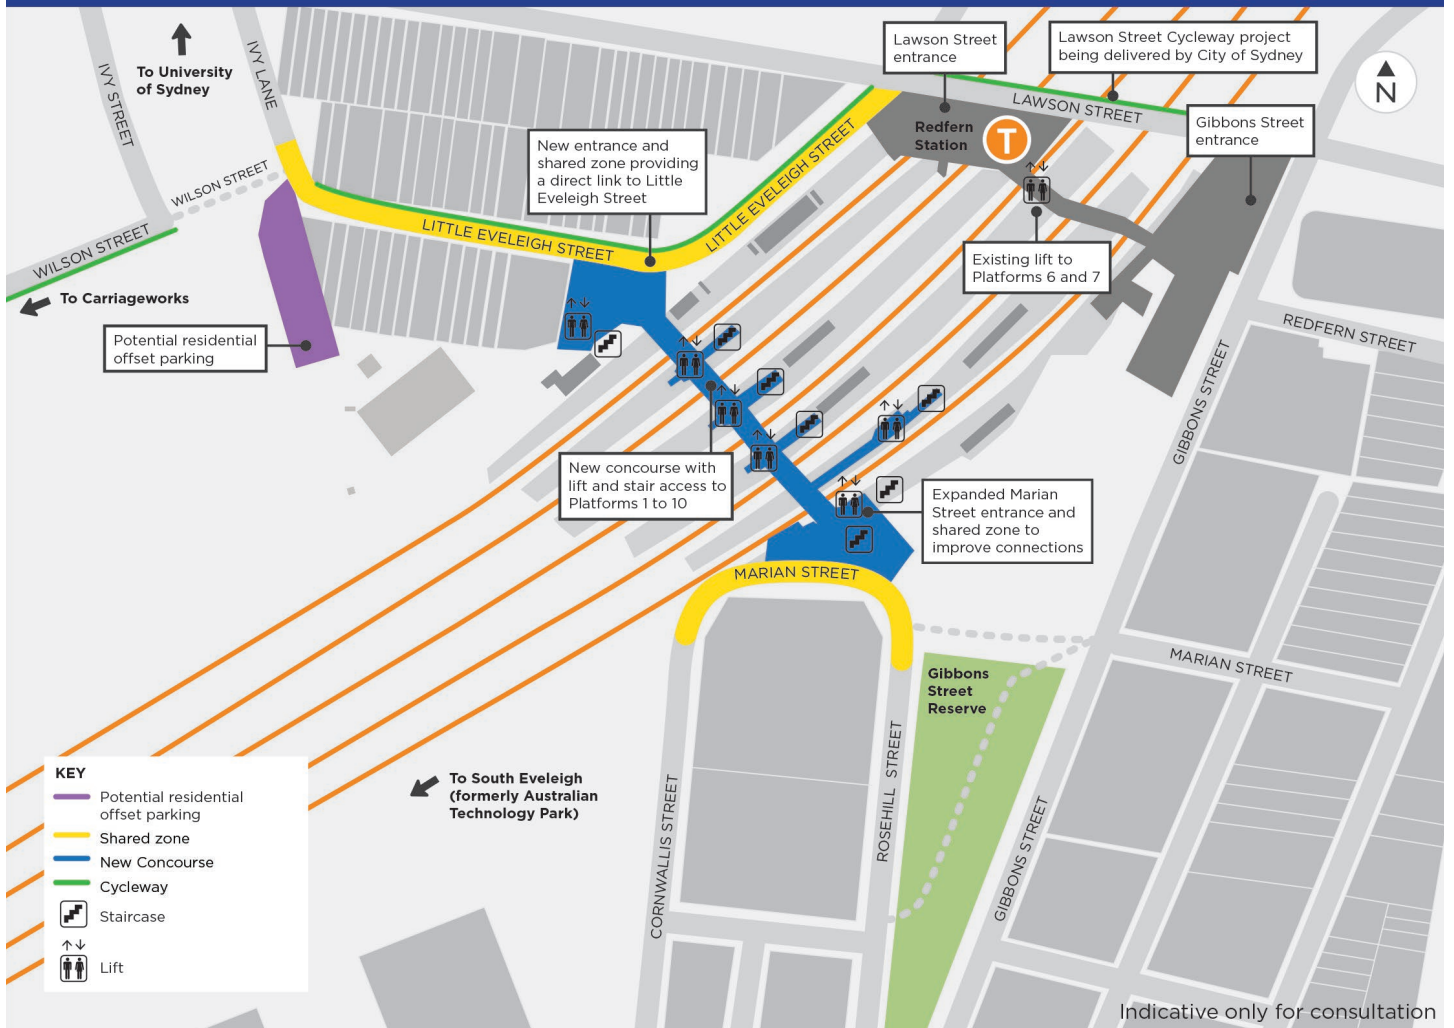 Lawson Street
entrance
Lawson Street Cycleway project
being delivered by City of Sydney
N
To University
of Sydney
IVY STREET
IVY LANE
LAWSON STREET
Redfern
Station
T
Gibbons Street
entrance
New entrance and
shared zone providing
a direct link to Little
Eveleigh Street
WILSON STREET
WILSON STREET
LITTLE EVELEIGH STREET
LITTLE EVELEIGH STREET
Existing lift to
Platforms 6 and 7
To Carriageworks
Potential residential
offset parking
REDFERN STREET
GIBBONS STREET
New concourse with
lift and stair access to
Platforms 1 to 10
Expanded Marian
Street entrance and
shared zone to
improve connections
MARIAN STREET
MARIAN STREET
Gibbons
Street
Reserve
To South Eveleigh
(formerly Australian
Technology Park)
CORNWALLIS STREET
ROSEHILL STREET
GIBBONS STREET
KEY
Potential residential
offset parking
Shared zone
New Concourse
Cycleway
Staircase
Lift
Indicative only for consultation